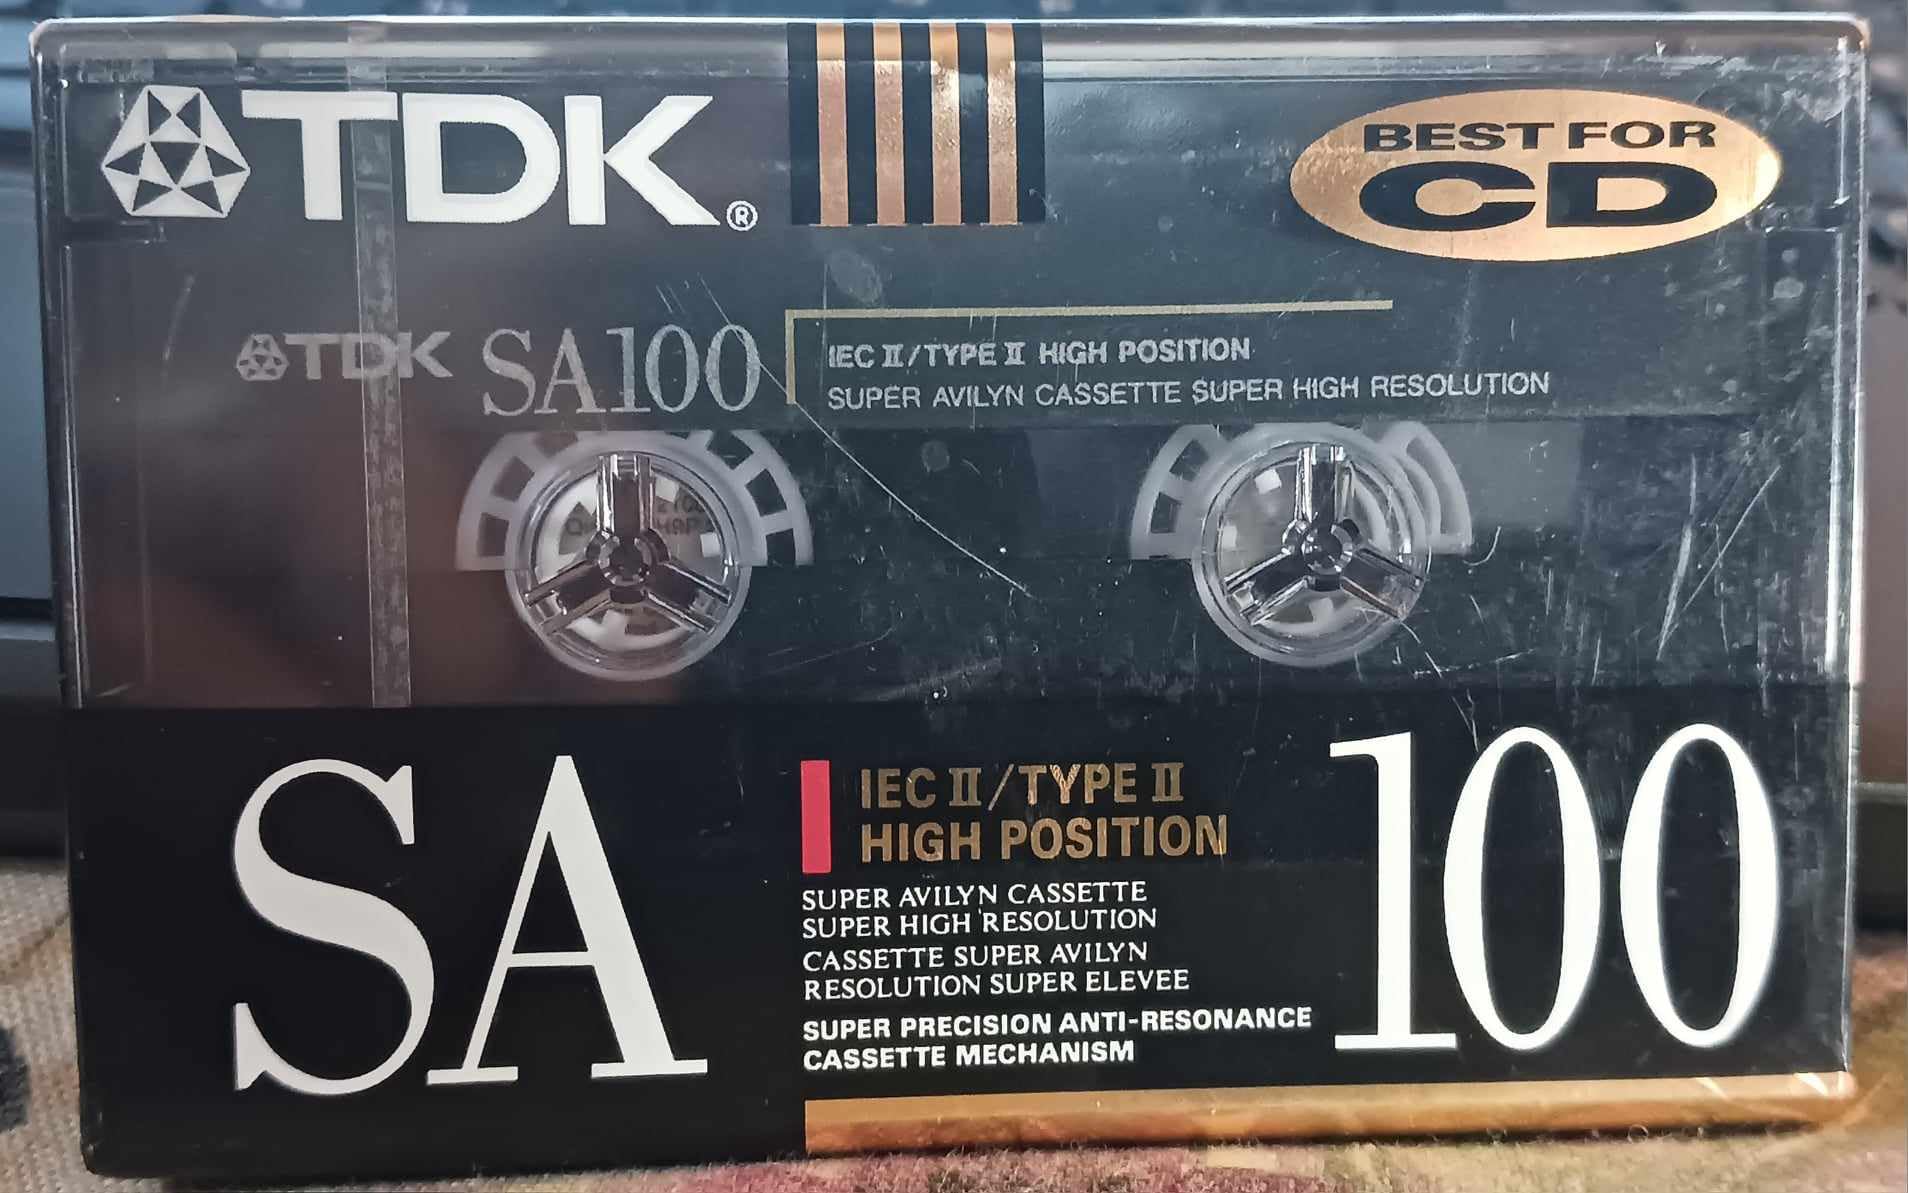 TDK®
BEST FOR
CD
TDK SA100
IEC II/TYPE II HIGH POSITION
SUPER AVILYN CASSETTE SUPER HIGH RESOLUTION
SA
IEC II/TYPE II
HIGH POSITION
SUPER AVILYN CASSETTE
SUPER HIGH RESOLUTION
CASSETTE SUPER AVILYN
RESOLUTION SUPER ELEVEE
SUPER PRECISION ANTI-RESONANCE
CASSETTE MECHANISM
100